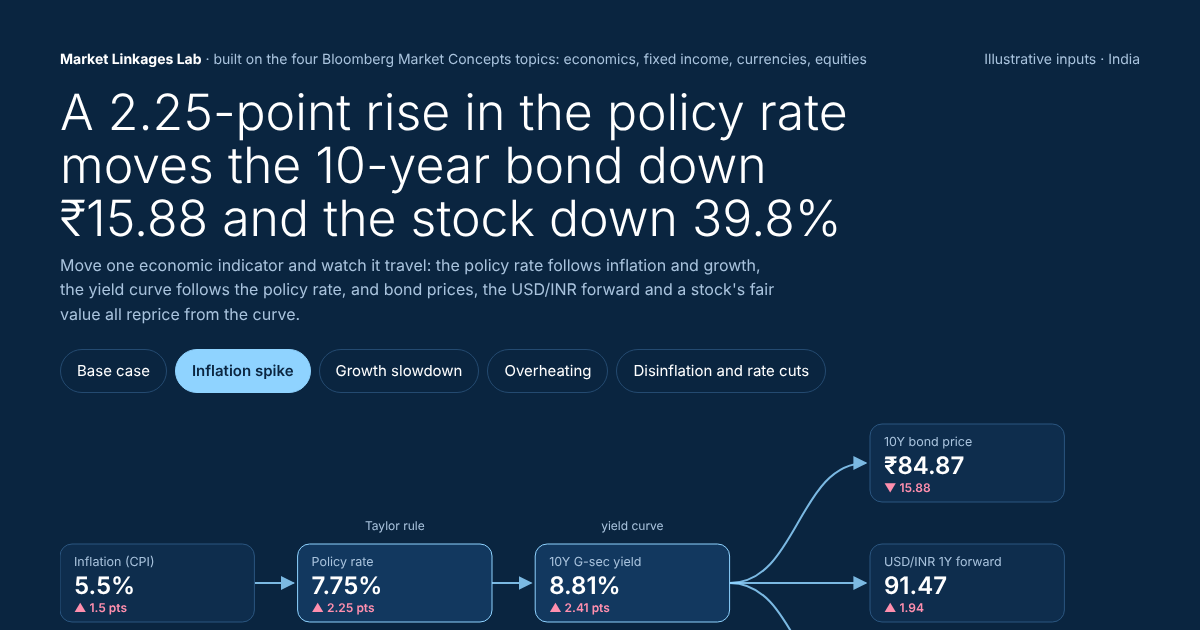 Market Linkages Lab · built on the four Bloomberg Market Concepts topics: economics, fixed income, currencies, equities
Illustrative inputs · India
A 2.25-point rise in the policy rate
moves the 10-year bond down
₹15.88 and the stock down 39.8%
Move one economic indicator and watch it travel: the policy rate follows inflation and growth,
the yield curve follows the policy rate, and bond prices, the USD/INR forward and a stock's fair
value all reprice from the curve.
Base case
Inflation spike
Growth slowdown
Overheating
Disinflation and rate cuts
10Y bond price
₹84.87
▼ 15.88
Taylor rule
yield curve
Inflation (CPI)
5.5%
▲ 1.5 pts
Policy rate
7.75%
▲ 2.25 pts
10Y G-sec yield
8.81%
▲ 2.41 pts
USD/INR 1Y forward
91.47
▲ 1.94